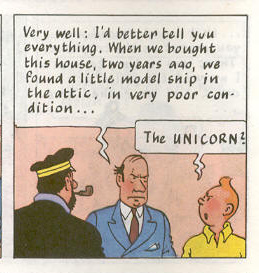 Very well: I'd better tell you
everything. When we bought
this house, two years ago, we
found a little model ship in
the attic, in very poor con-
dition...
The UNICORN?